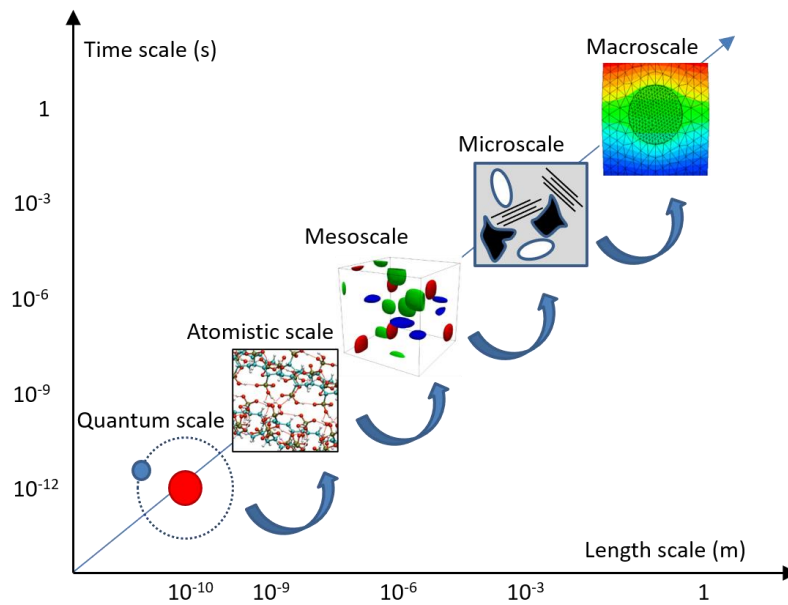 Time scale (s)
Macroscale
1
Microscale
10⁻³
Mesoscale
10⁻⁶
Atomistic scale
10⁻⁹
Quantum scale
10⁻¹²
Length scale (m)
10⁻¹⁰ 10⁻⁹ 10⁻⁶ 10⁻³ 1